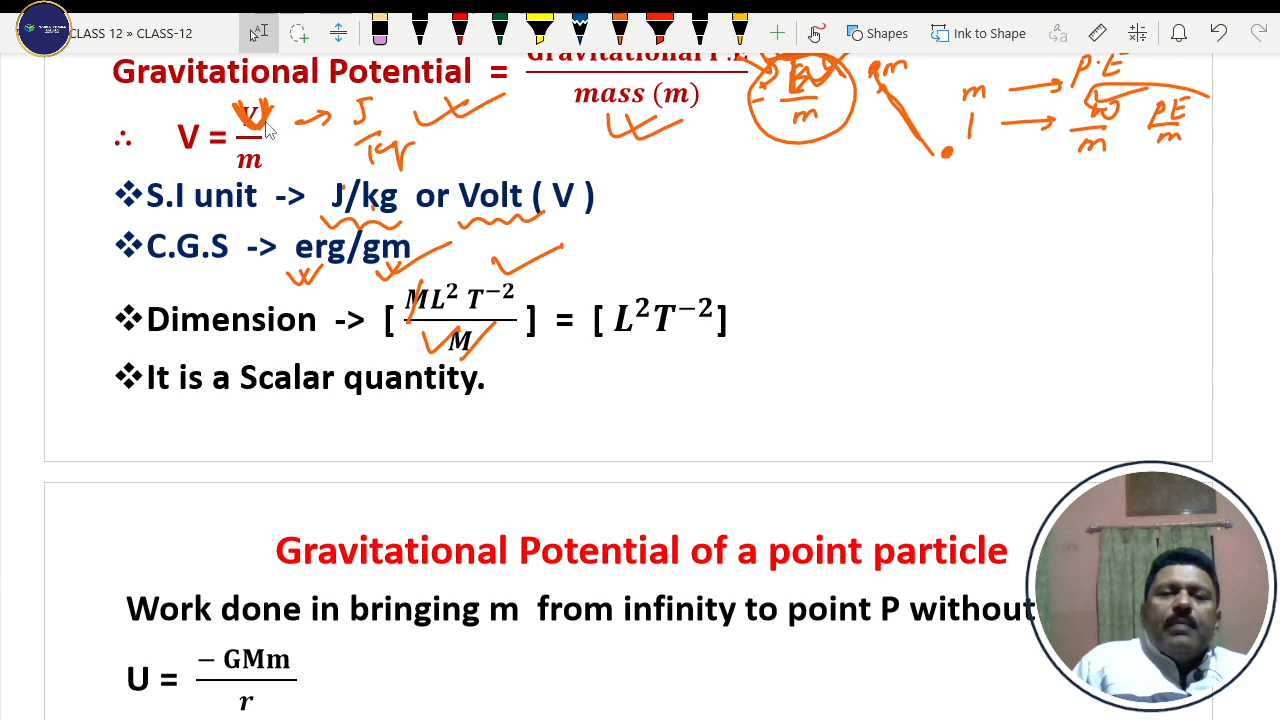 CLASS 12 » CLASS-12
Shapes Ink to Shape
Gravitational Potential = Gravitational P.E / mass (m)
∴ V = / m → J
- / m
m → P.E
1 → W/m PE/m
❖S.I unit -> J/kg or Volt ( V )
❖C.G.S -> erg/gm
❖Dimension -> [ ML² T⁻² / M ] = [ L²T⁻²]
❖It is a Scalar quantity.
Gravitational Potential of a point particle
Work done in bringing m from infinity to point P without
U = – GMm / r